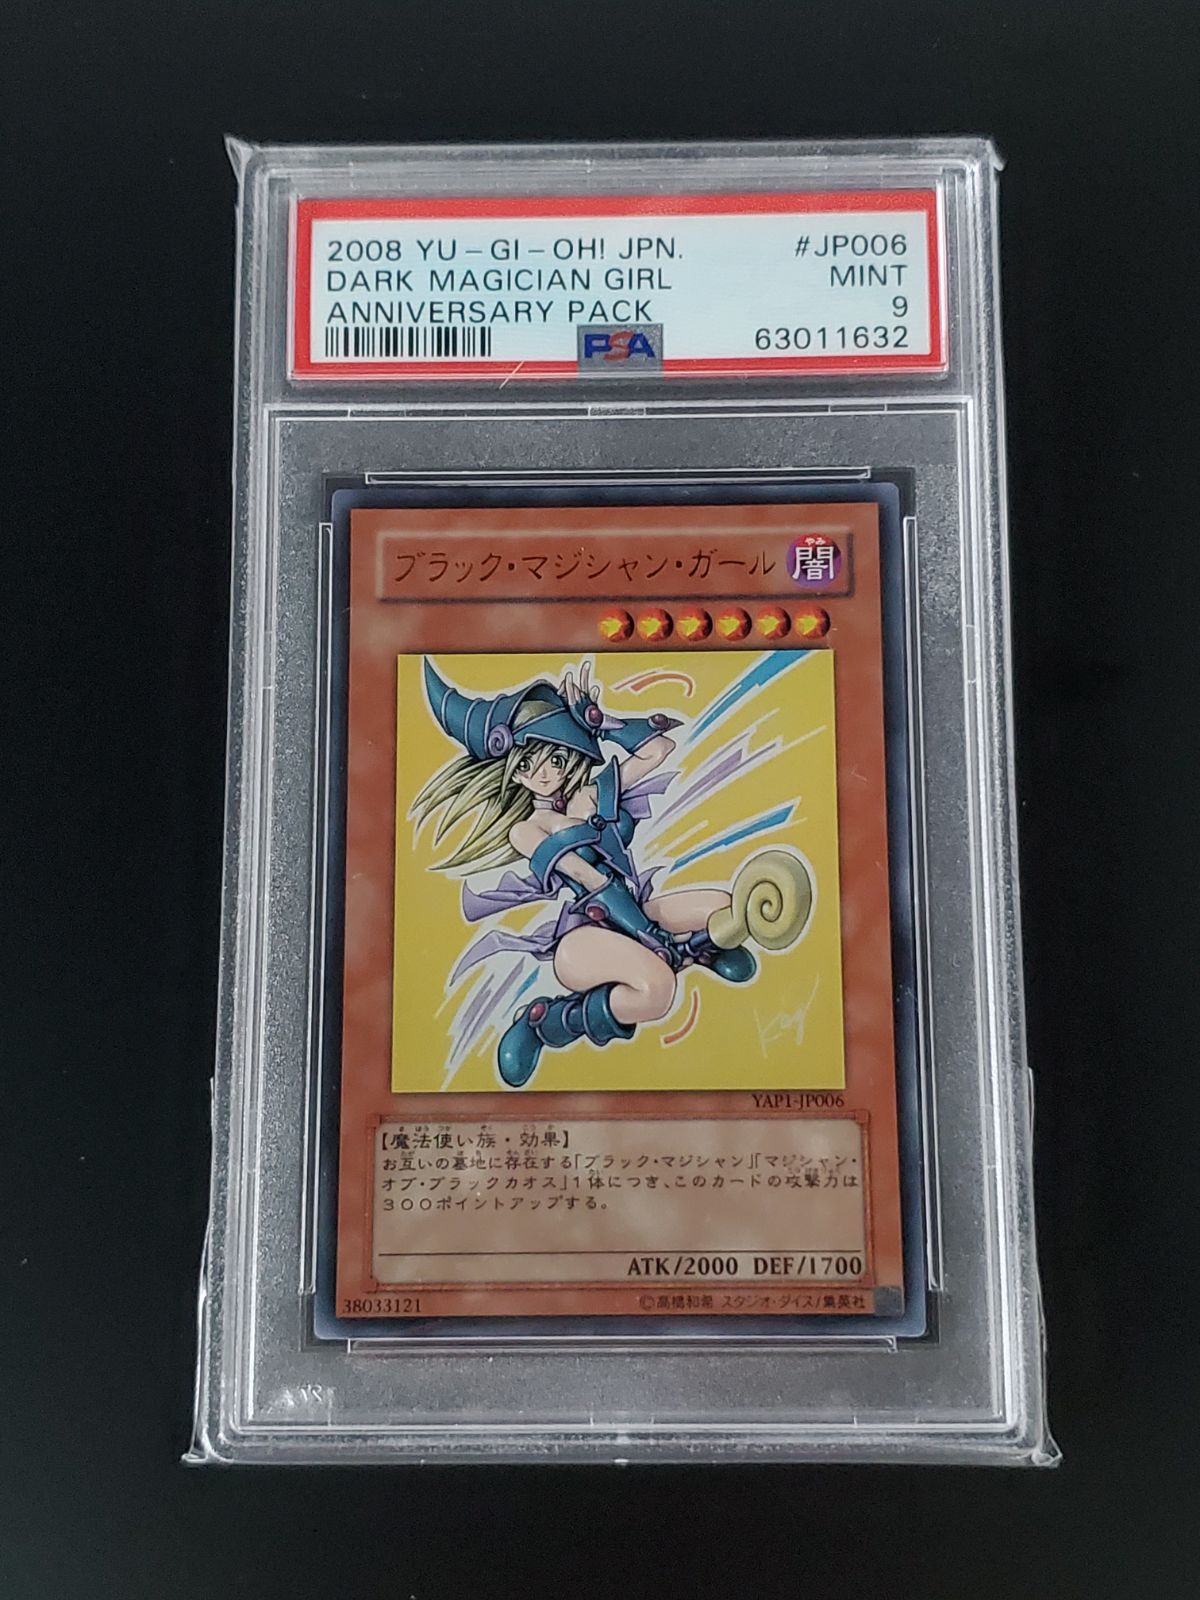 2008 YU-GI-OH! JPN. #JP006
DARK MAGICIAN GIRL MINT
ANNIVERSARY PACK 9
PSA 63011632
ブラック・マジシャン・ガール 闇 やみ
YAP1-JP006
【魔法使い族・効果】
お互いの墓地に存在する「ブラック・マジシャン」「マジシャン・
オブ・ブラックカオス」1体につき、このカードの攻撃力は
300ポイントアップする。
ATK/2000 DEF/1700
38033121 ©高橋和希 スタジオ・ダイス/集英社